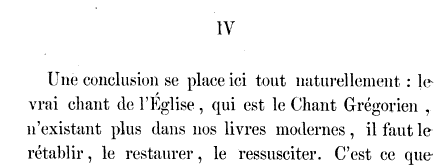 IV
Une conclusion se place ici tout naturellement : le
vrai chant de l'Église, qui est le Chant Grégorien,
n'existant plus dans nos livres modernes, il faut le
rétablir, le restaurer, le ressusciter. C'est ce que